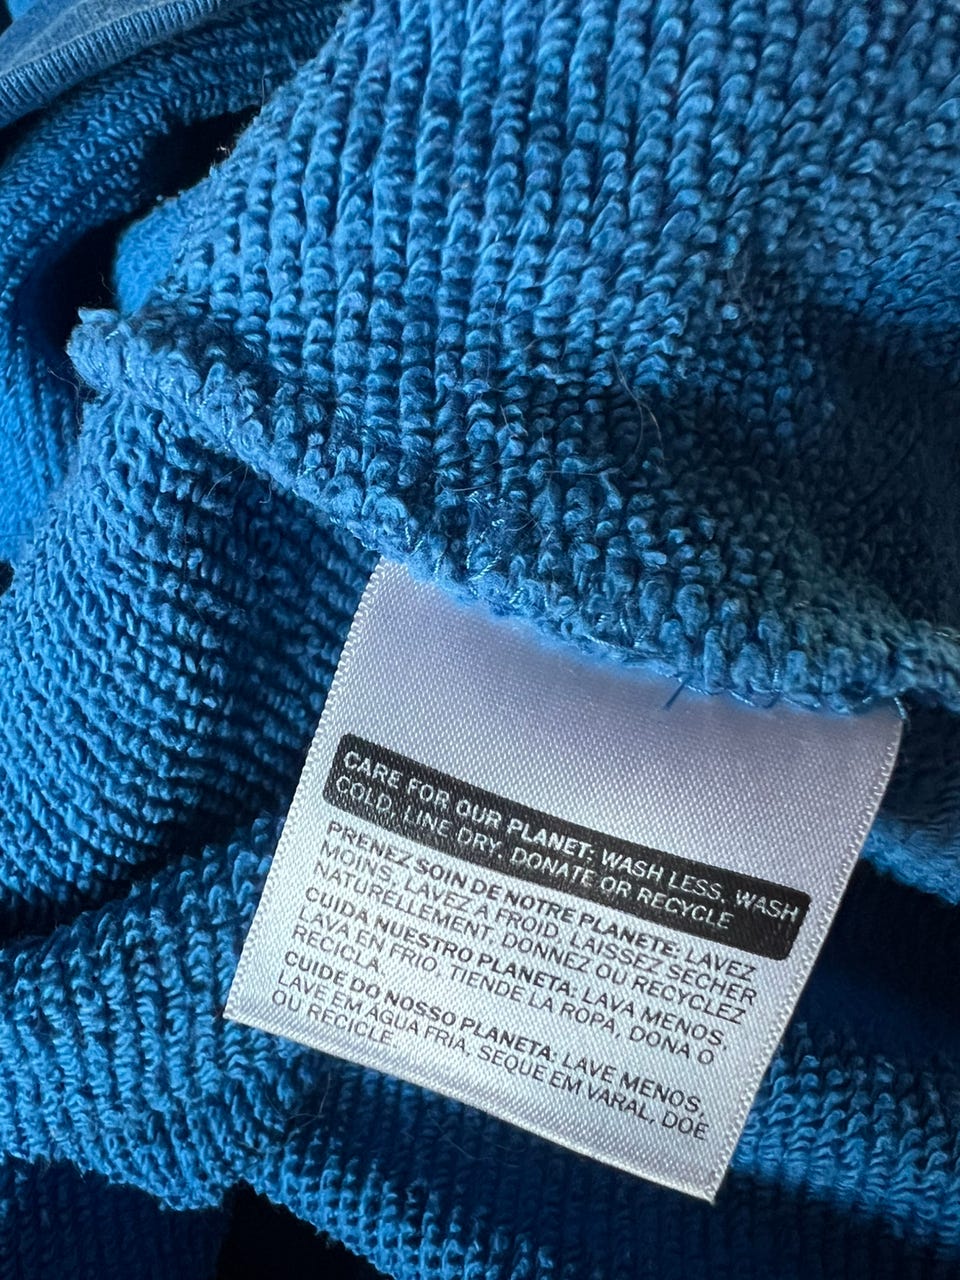 CARE FOR OUR PLANET: WASH LESS, WASH
COLD, LINE DRY, DONATE OR RECYCLE
PRENEZ SOIN DE NOTRE PLANETE: LAVEZ
MOINS, LAVEZ À FROID, LAISSEZ SECHER
NATURELLEMENT, DONNEZ OU RECYCLEZ
CUIDA NUESTRO PLANETA: LAVA MENOS,
LAVA EN FRIO, TIENDE LA ROPA, DONA O
RECICLA.
CUIDE DO NOSSO PLANETA: LAVE MENOS,
LAVE EM AGUA FRIA, SEQUE EM VARAL, DOE
OU RECICLE